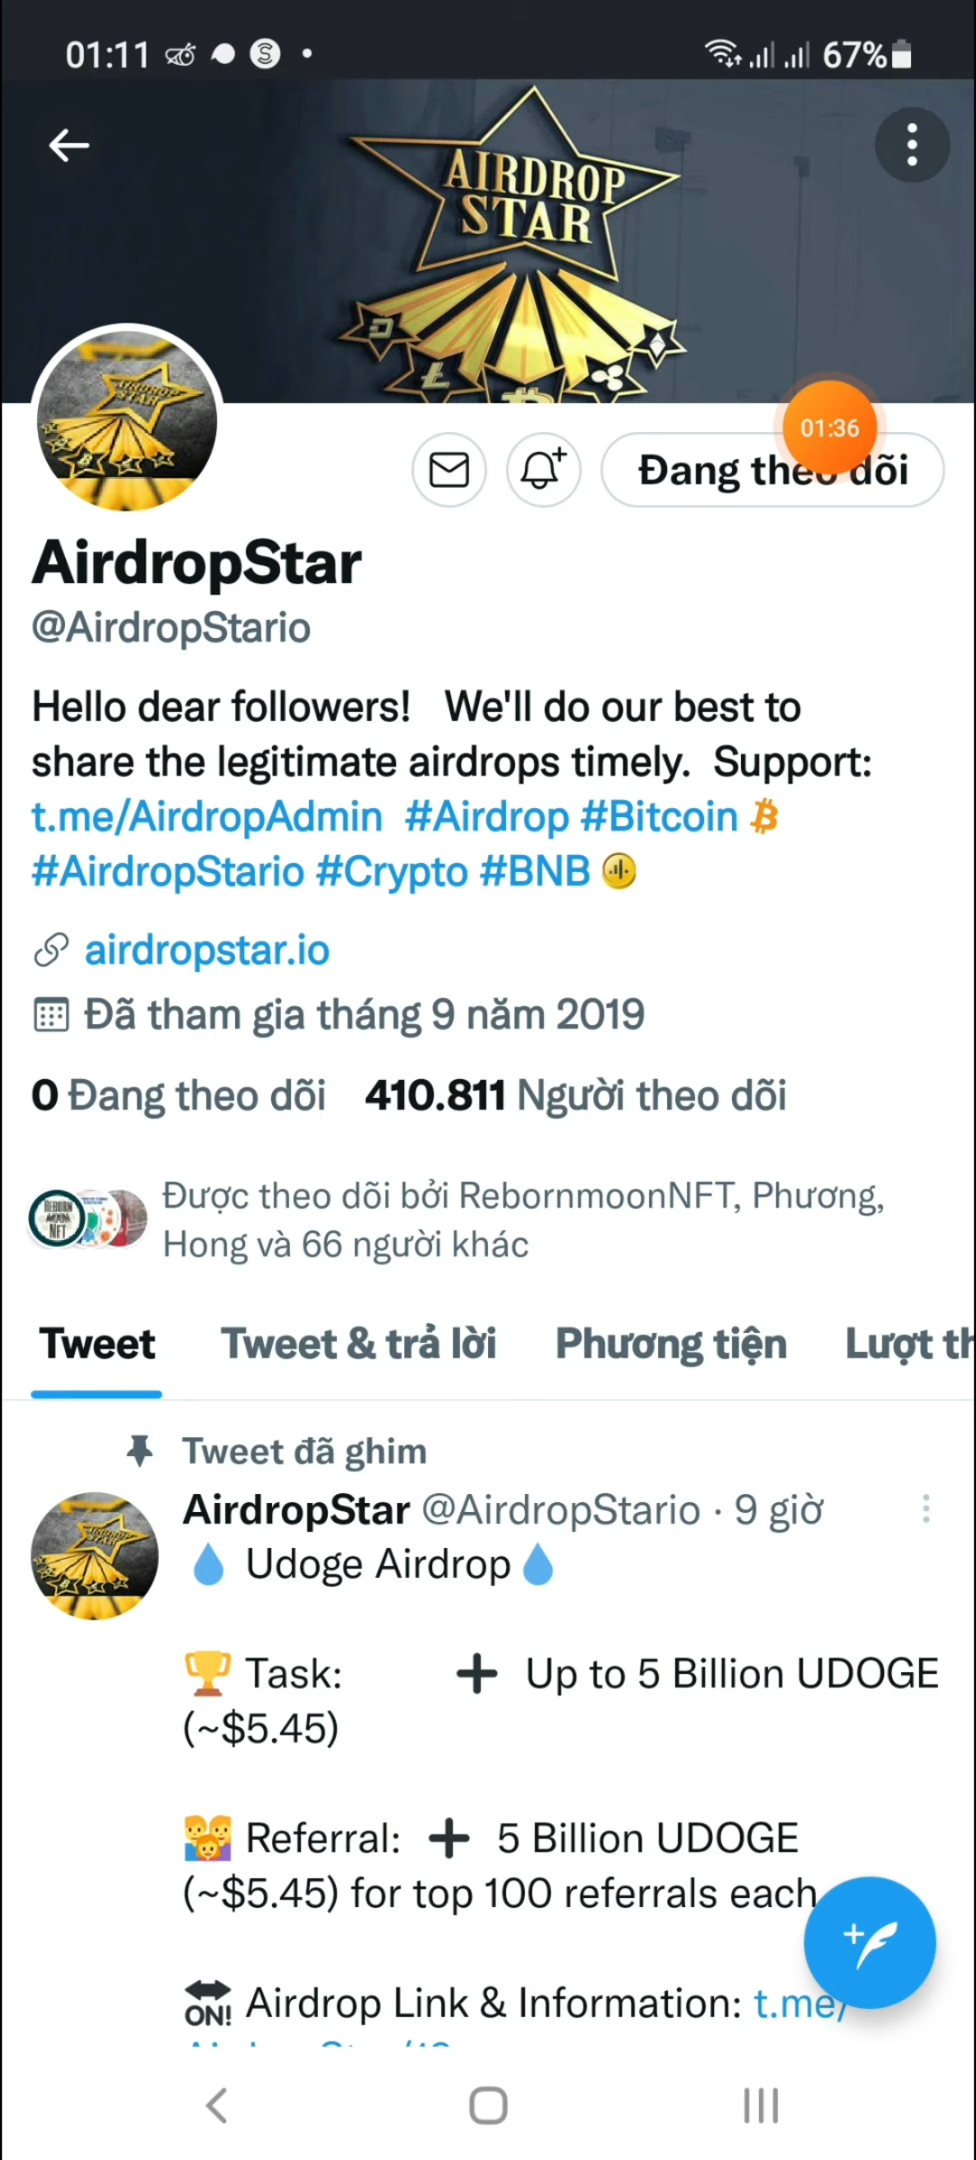 01:11
67%
AIRDROP
STAR
01:36
Đang theo dõi
AirdropStar
@AirdropStario
Hello dear followers! We'll do our best to
share the legitimate airdrops timely. Support:
t.me/AirdropAdmin #Airdrop #Bitcoin
#AirdropStario #Crypto #BNB
airdropstar.io
Đã tham gia tháng 9 năm 2019
0 Đang theo dõi 410.811 Người theo dõi
REBORN
MOON
NFT
Được theo dõi bởi RebornmoonNFT, Phương,
Hong và 66 người khác
Tweet Tweet & trả lời Phương tiện Lượt th
Tweet đã ghim
AirdropStar @AirdropStario · 9 giờ
💧 Udoge Airdrop 💧
🏆 Task: ➕ Up to 5 Billion UDOGE
(~$5.45)
Referral: ➕ 5 Billion UDOGE
(~$5.45) for top 100 referrals each
ON! Airdrop Link & Information: t.me/